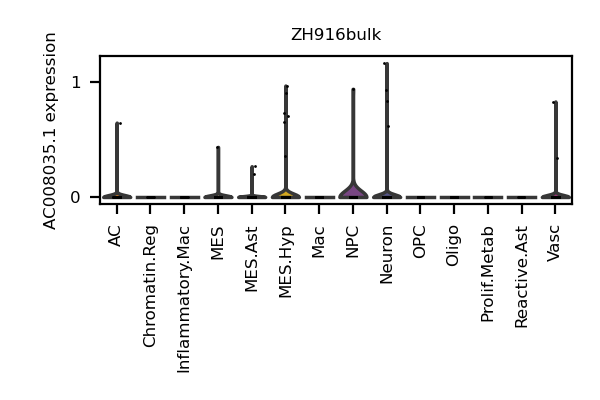 ZH916bulk
AC008035.1 expression
1
0
AC
Chromatin.Reg
Inflammatory.Mac
MES
MES.Ast
MES.Hyp
Mac
NPC
Neuron
OPC
Oligo
Prolif.Metab
Reactive.Ast
Vasc